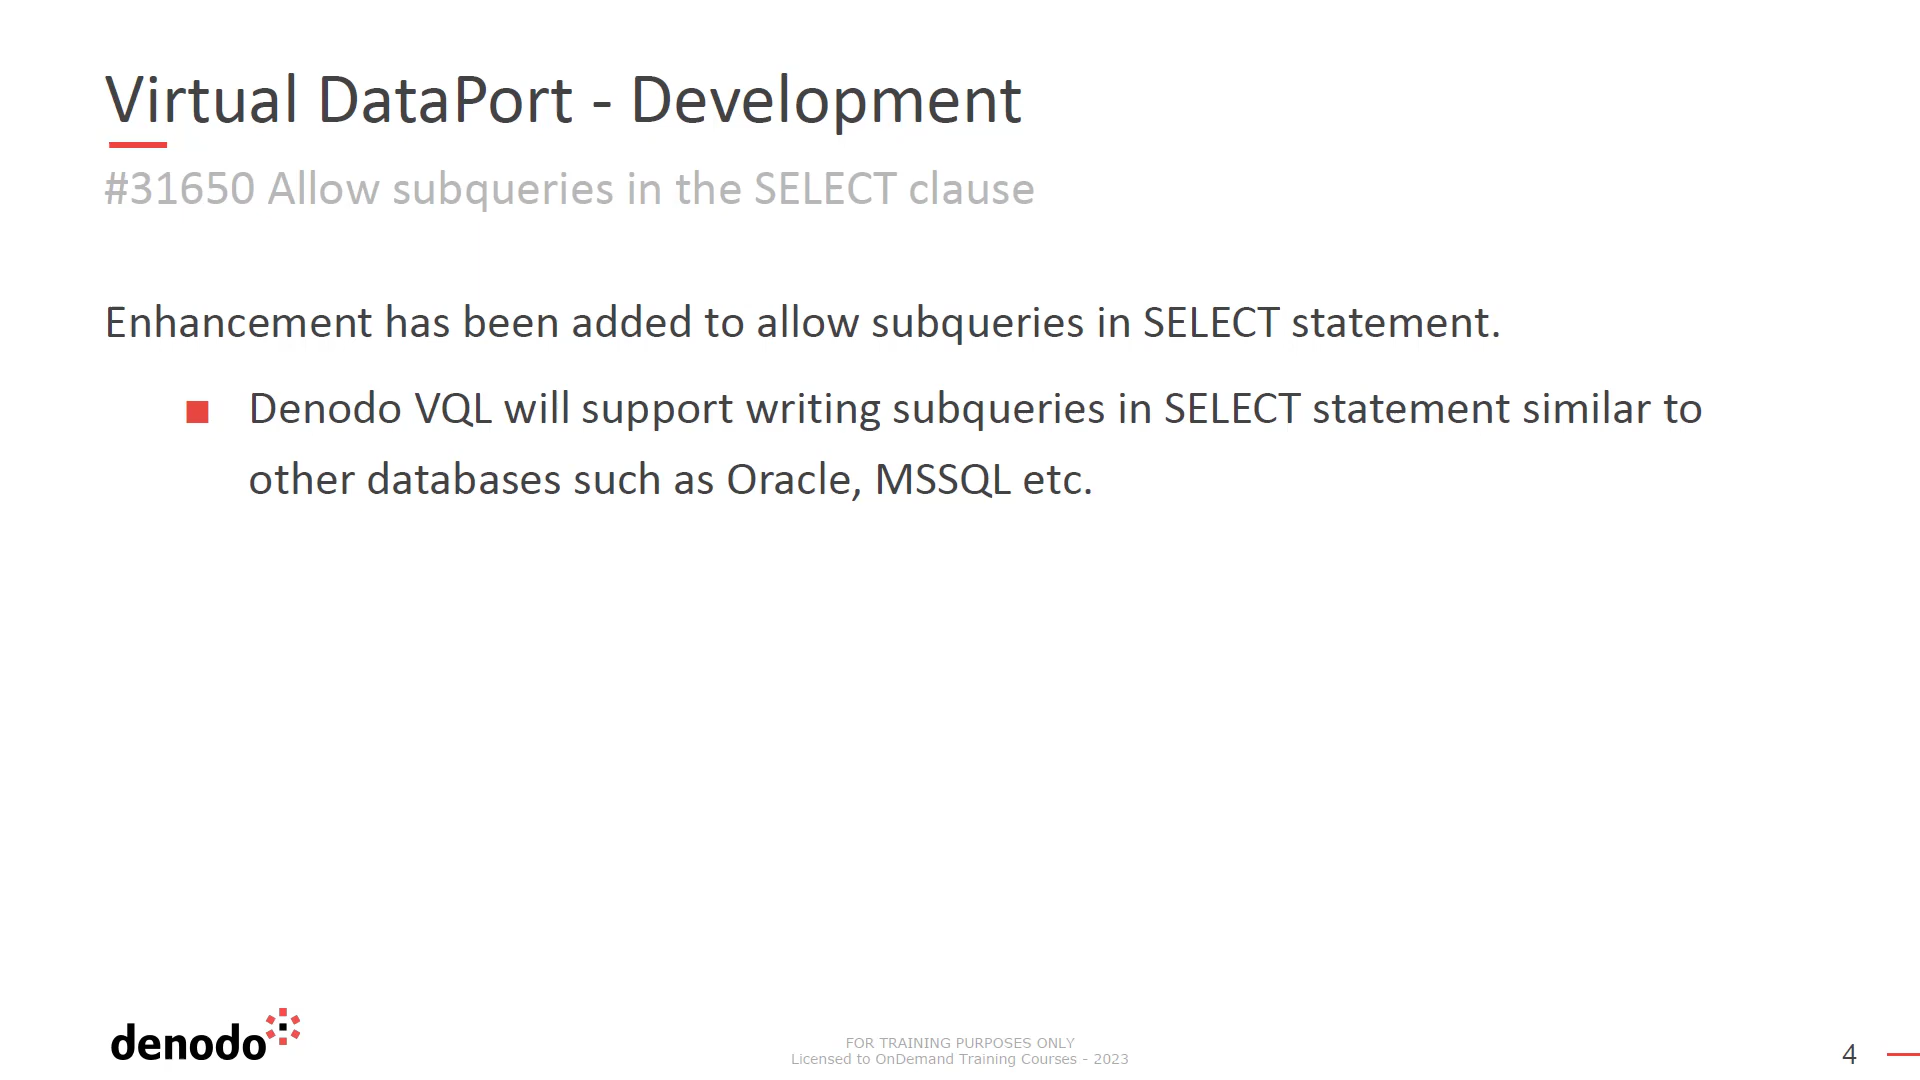 Virtual DataPort - Development
#31650 Allow subqueries in the SELECT clause
Enhancement has been added to allow subqueries in SELECT statement.
Denodo VQL will support writing subqueries in SELECT statement similar to
other databases such as Oracle, MSSQL etc.
denodo
FOR TRAINING PURPOSES ONLY
Licensed to OnDemand Training Courses - 2023
4